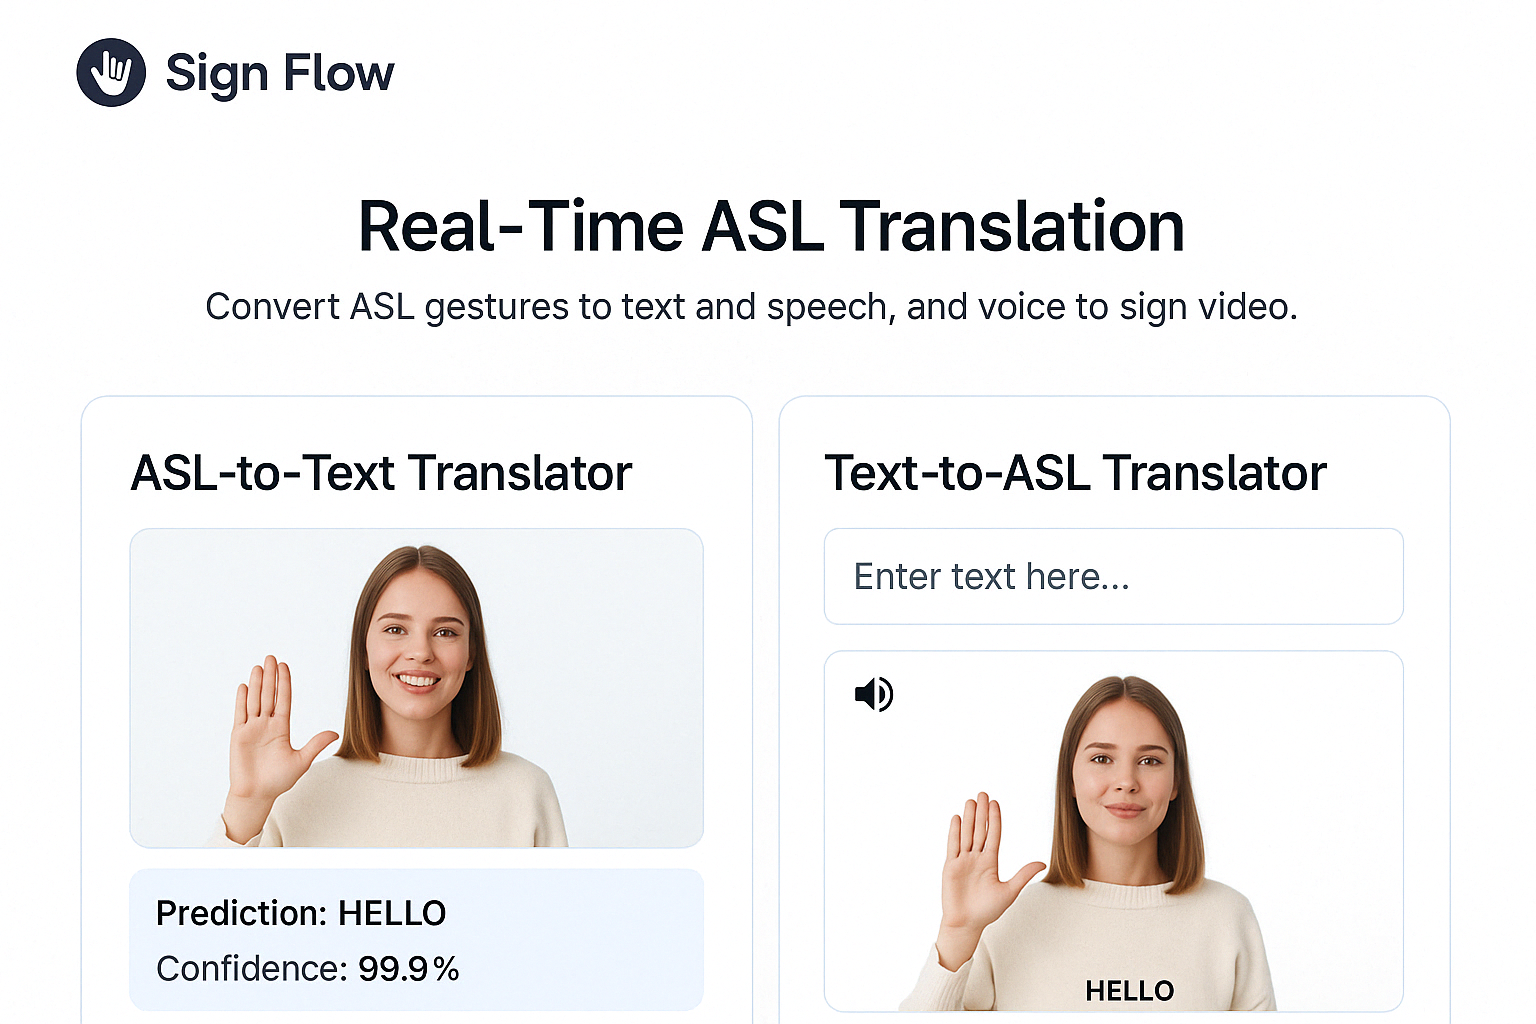 Sign Flow
Real-Time ASL Translation
Convert ASL gestures to text and speech, and voice to sign video.
ASL-to-Text Translator
Prediction: HELLO
Confidence: 99.9%
Text-to-ASL Translator
Enter text here...
HELLO